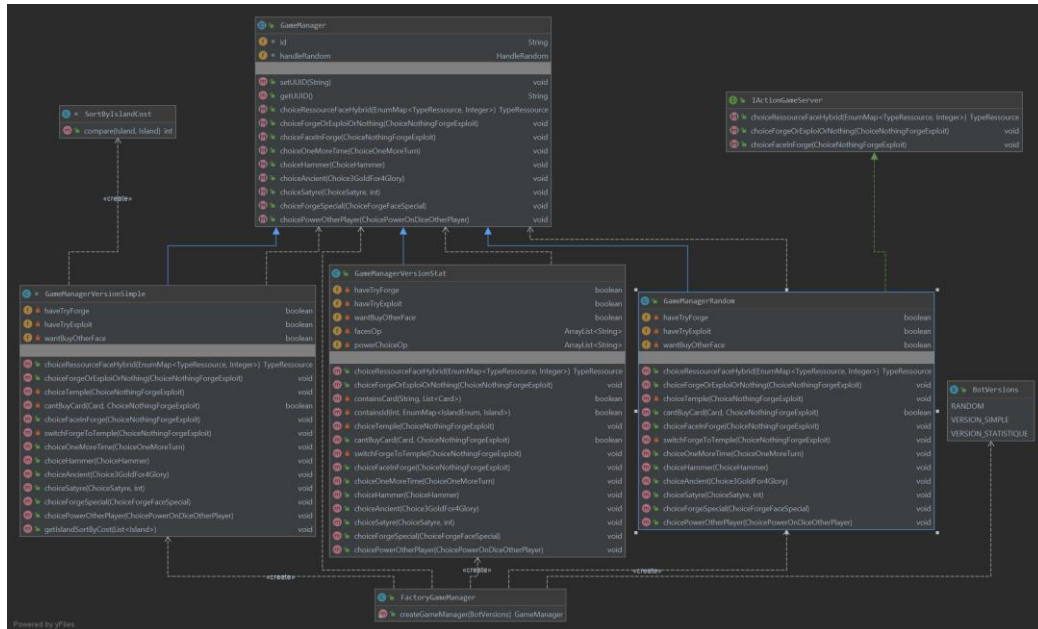 GameManager
id String
handleRandom HandleRandom
setUUID(String) void
getUUID() String
choiceRessourceFaceHybrid(EnumMap<TypeRessource, Integer>) TypeRessource
choiceForgeOrExploiOrNothing(ChoiceNothingForgeExploit) void
choiceFaceInForge(ChoiceNothingForgeExploit) void
choiceOneMoreTime(ChoiceOneMoreTurn) void
choiceHammer(ChoiceHammer) void
choiceAncient(Choice3GoldFor4Glory) void
choiceSatyre(ChoiceSatyre, int) void
choiceForgeSpecial(ChoiceForgeFaceSpecial) void
choicePowerOtherPlayer(ChoicePowerOnDiceOtherPlayer) void
SortByIslandCost
compare(Island, Island) int
IActionGameServer
choiceRessourceFaceHybrid(EnumMap<TypeRessource, Integer>) TypeRessource
choiceForgeOrExploiOrNothing(ChoiceNothingForgeExploit) void
choiceFaceInForge(ChoiceNothingForgeExploit) void
«create»
GameManagerVersionSimple
haveTryForge boolean
haveTryExploit boolean
wantBuyOtherFace boolean
choiceRessourceFaceHybrid(EnumMap<TypeRessource, Integer>) TypeRessource
choiceForgeOrExploiOrNothing(ChoiceNothingForgeExploit) void
choiceTemple(ChoiceNothingForgeExploit) void
cantBuyCard(Card, ChoiceNothingForgeExploit) boolean
choiceFaceInForge(ChoiceNothingForgeExploit) void
switchForgeToTemple(ChoiceNothingForgeExploit) void
choiceOneMoreTime(ChoiceOneMoreTurn) void
choiceHammer(ChoiceHammer) void
choiceAncient(Choice3GoldFor4Glory) void
choiceSatyre(ChoiceSatyre, int) void
choiceForgeSpecial(ChoiceForgeFaceSpecial) void
choicePowerOtherPlayer(ChoicePowerOnDiceOtherPlayer) void
getIslandSortByCost(List<Island>) void
GameManagerVersionStat
haveTryForge boolean
haveTryExploit boolean
wantBuyOtherFace boolean
facesOp ArrayList<String>
powerChoiceOp ArrayList<String>
choiceRessourceFaceHybrid(EnumMap<TypeRessource, Integer>) TypeRessource
choiceForgeOrExploiOrNothing(ChoiceNothingForgeExploit) void
containsCard(String, List<Card>) boolean
containsId(int, EnumMap<IslandEnum, Island>) boolean
choiceTemple(ChoiceNothingForgeExploit) void
cantBuyCard(Card, ChoiceNothingForgeExploit) boolean
switchForgeToTemple(ChoiceNothingForgeExploit) void
choiceFaceInForge(ChoiceNothingForgeExploit) void
choiceOneMoreTime(ChoiceOneMoreTurn) void
choiceHammer(ChoiceHammer) void
choiceAncient(Choice3GoldFor4Glory) void
choiceSatyre(ChoiceSatyre, int) void
choiceForgeSpecial(ChoiceForgeFaceSpecial) void
choicePowerOtherPlayer(ChoicePowerOnDiceOtherPlayer) void
GameManagerRandom
haveTryForge boolean
haveTryExploit boolean
wantBuyOtherFace boolean
choiceRessourceFaceHybrid(EnumMap<TypeRessource, Integer>) TypeRessource
choiceForgeOrExploiOrNothing(ChoiceNothingForgeExploit) void
choiceTemple(ChoiceNothingForgeExploit) void
cantBuyCard(Card, ChoiceNothingForgeExploit) boolean
choiceFaceInForge(ChoiceNothingForgeExploit) void
switchForgeToTemple(ChoiceNothingForgeExploit) void
choiceOneMoreTime(ChoiceOneMoreTurn) void
choiceHammer(ChoiceHammer) void
choiceAncient(Choice3GoldFor4Glory) void
choiceSatyre(ChoiceSatyre, int) void
choiceForgeSpecial(ChoiceForgeFaceSpecial) void
choicePowerOtherPlayer(ChoicePowerOnDiceOtherPlayer) void
BotVersions
RANDOM
VERSION_SIMPLE
VERSION_STATISTIQUE
«create»
«create»
«create»
FactoryGameManager
createGameManager(BotVersions) GameManager
Powered by yFiles